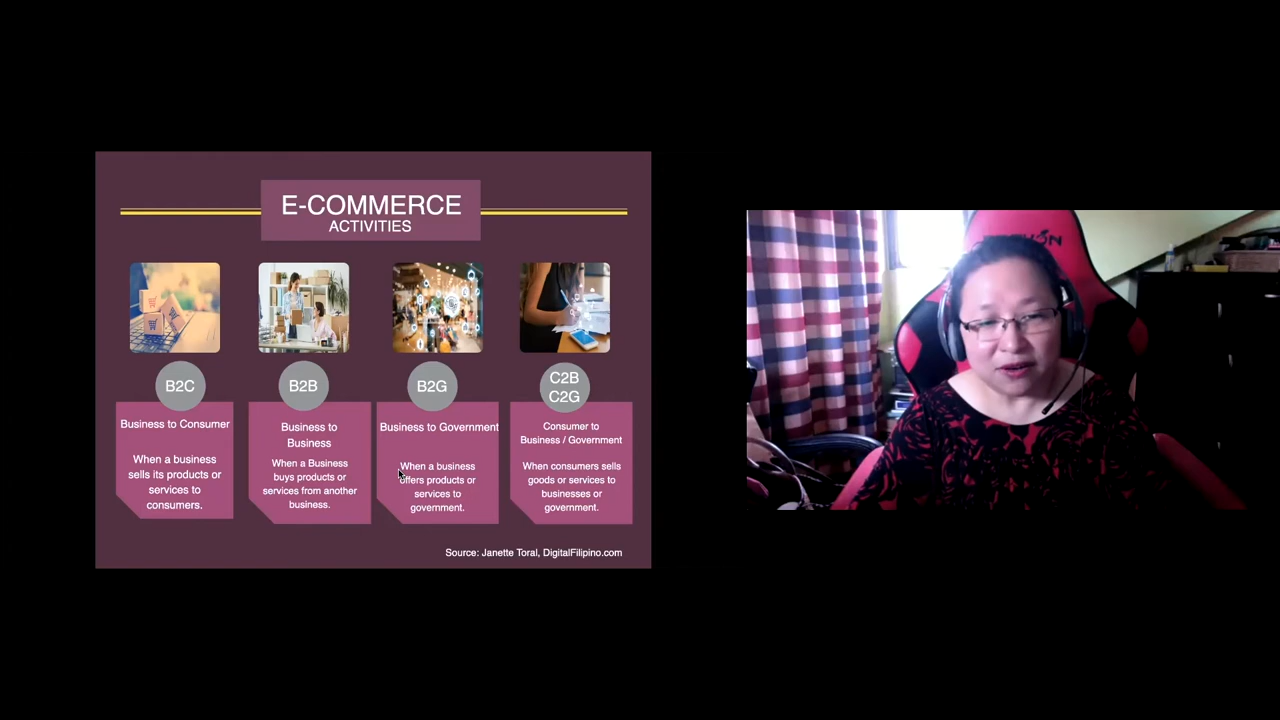 E-COMMERCE
ACTIVITIES
B2C
Business to Consumer
When a business
sells its products or
services to
consumers.
B2B
Business to
Business
When a Business
buys products or
services from another
business.
B2G
Business to Government
When a business
offers products or
services to
government.
C2B
C2G
Consumer to
Business / Government
When consumers sells
goods or services to
businesses or
government.
Source: Janette Toral, DigitalFilipino.com